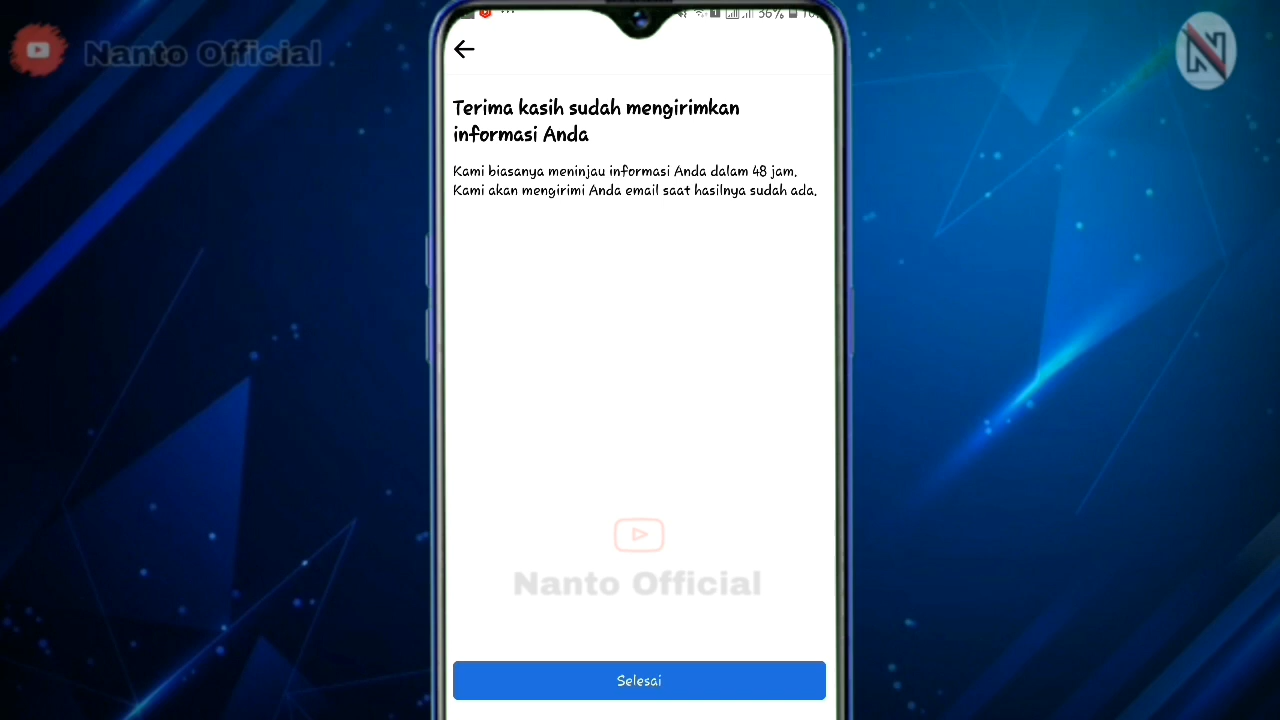 Nanto Official
36%
Terima kasih sudah mengirimkan
informasi Anda
Kami biasanya meninjau informasi Anda dalam 48 jam.
Kami akan mengirimi Anda email saat hasilnya sudah ada.
Nanto Official
Selesai